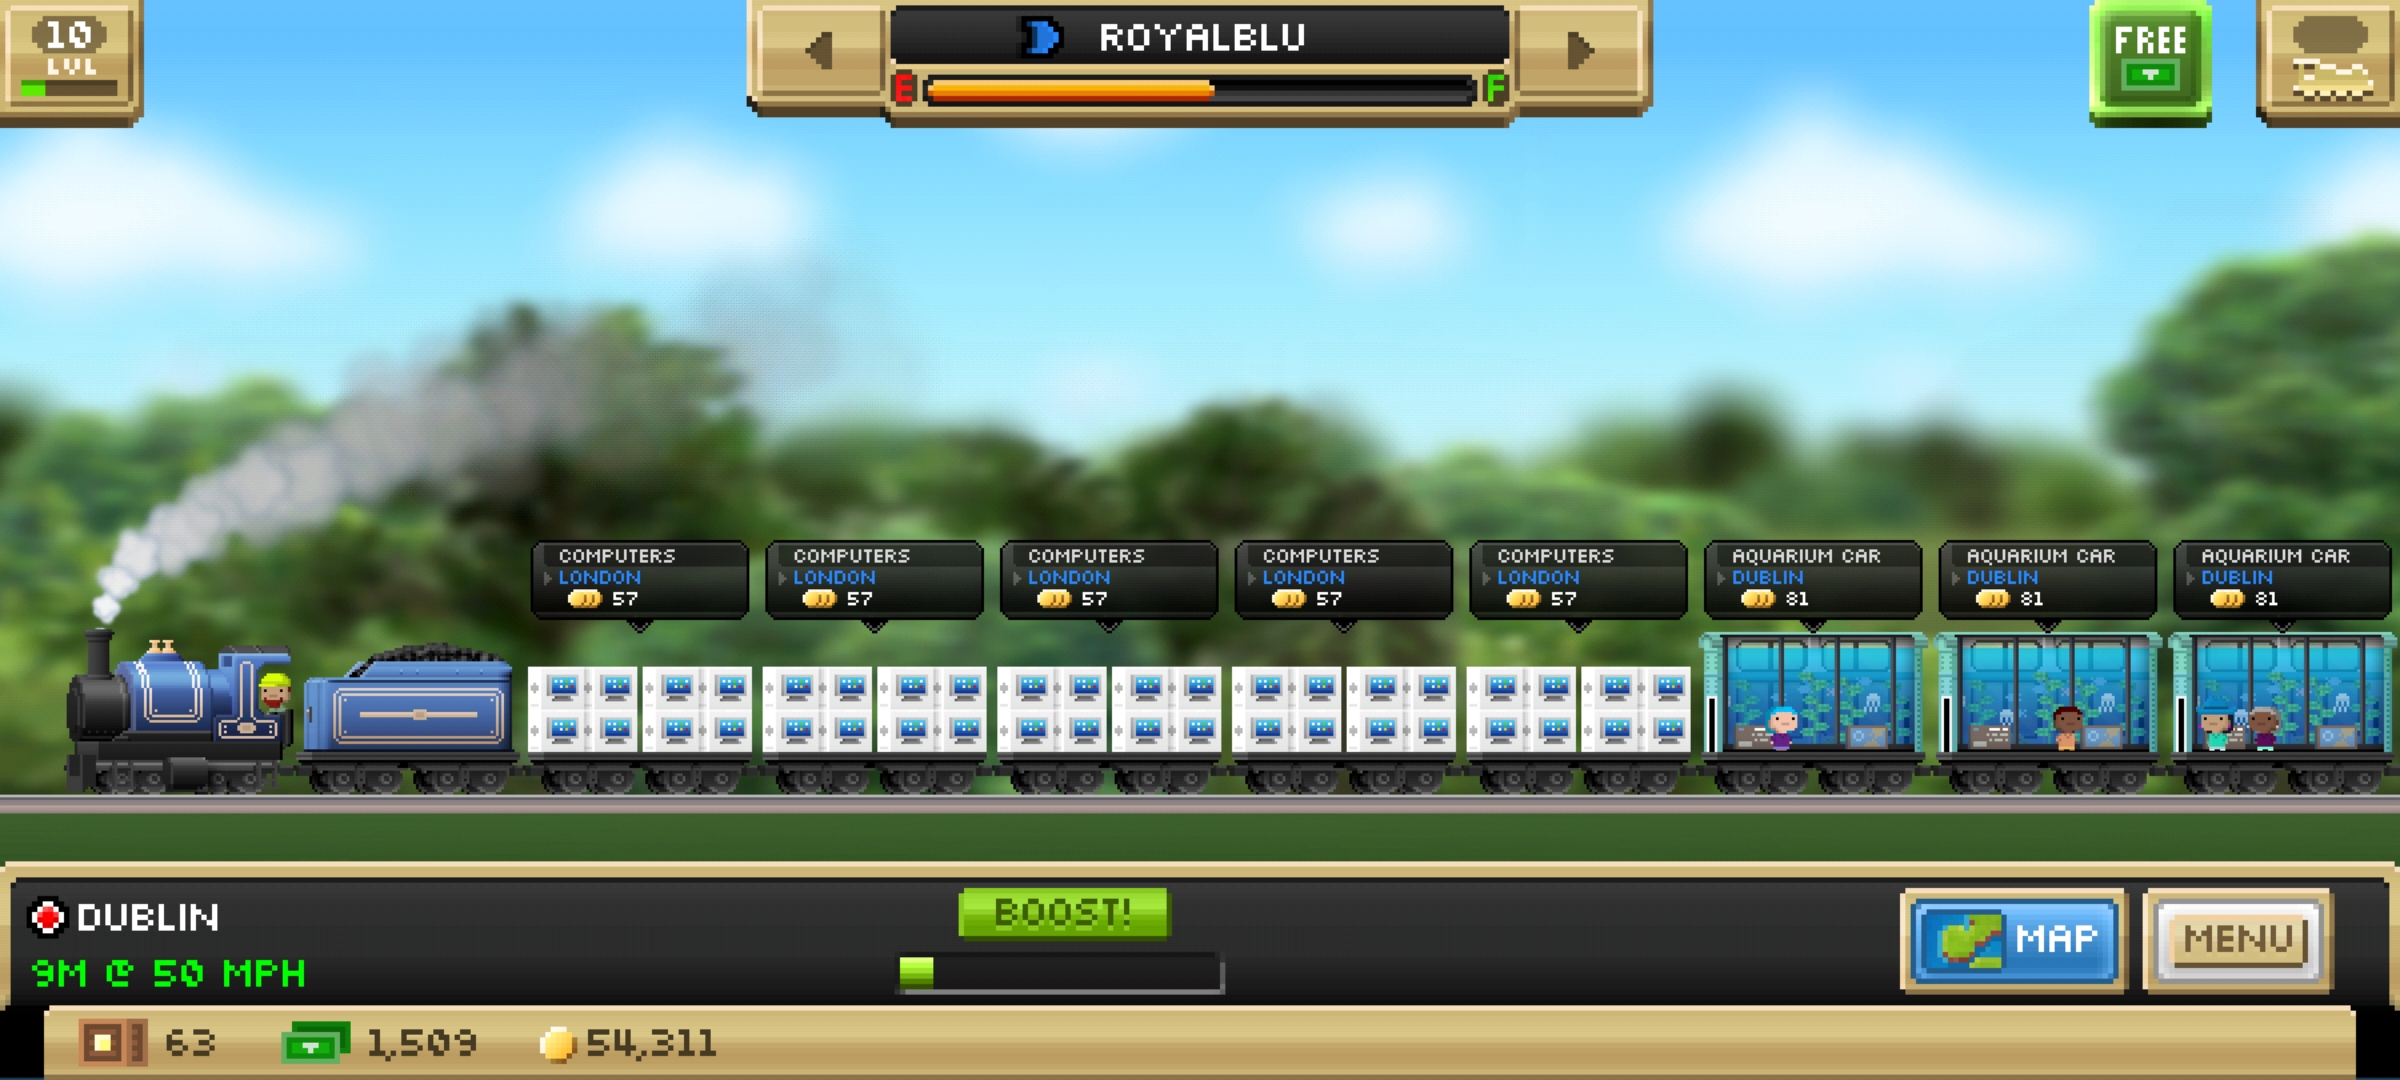 10
LVL
ROYALBLU
E
F
FREE
COMPUTERS
LONDON
57
COMPUTERS
LONDON
57
COMPUTERS
LONDON
57
COMPUTERS
LONDON
57
COMPUTERS
LONDON
57
AQUARIUM CAR
DUBLIN
81
AQUARIUM CAR
DUBLIN
81
AQUARIUM CAR
DUBLIN
81
DUBLIN
9M @ 50 MPH
BOOST!
MAP
MENU
63
1,509
54,311